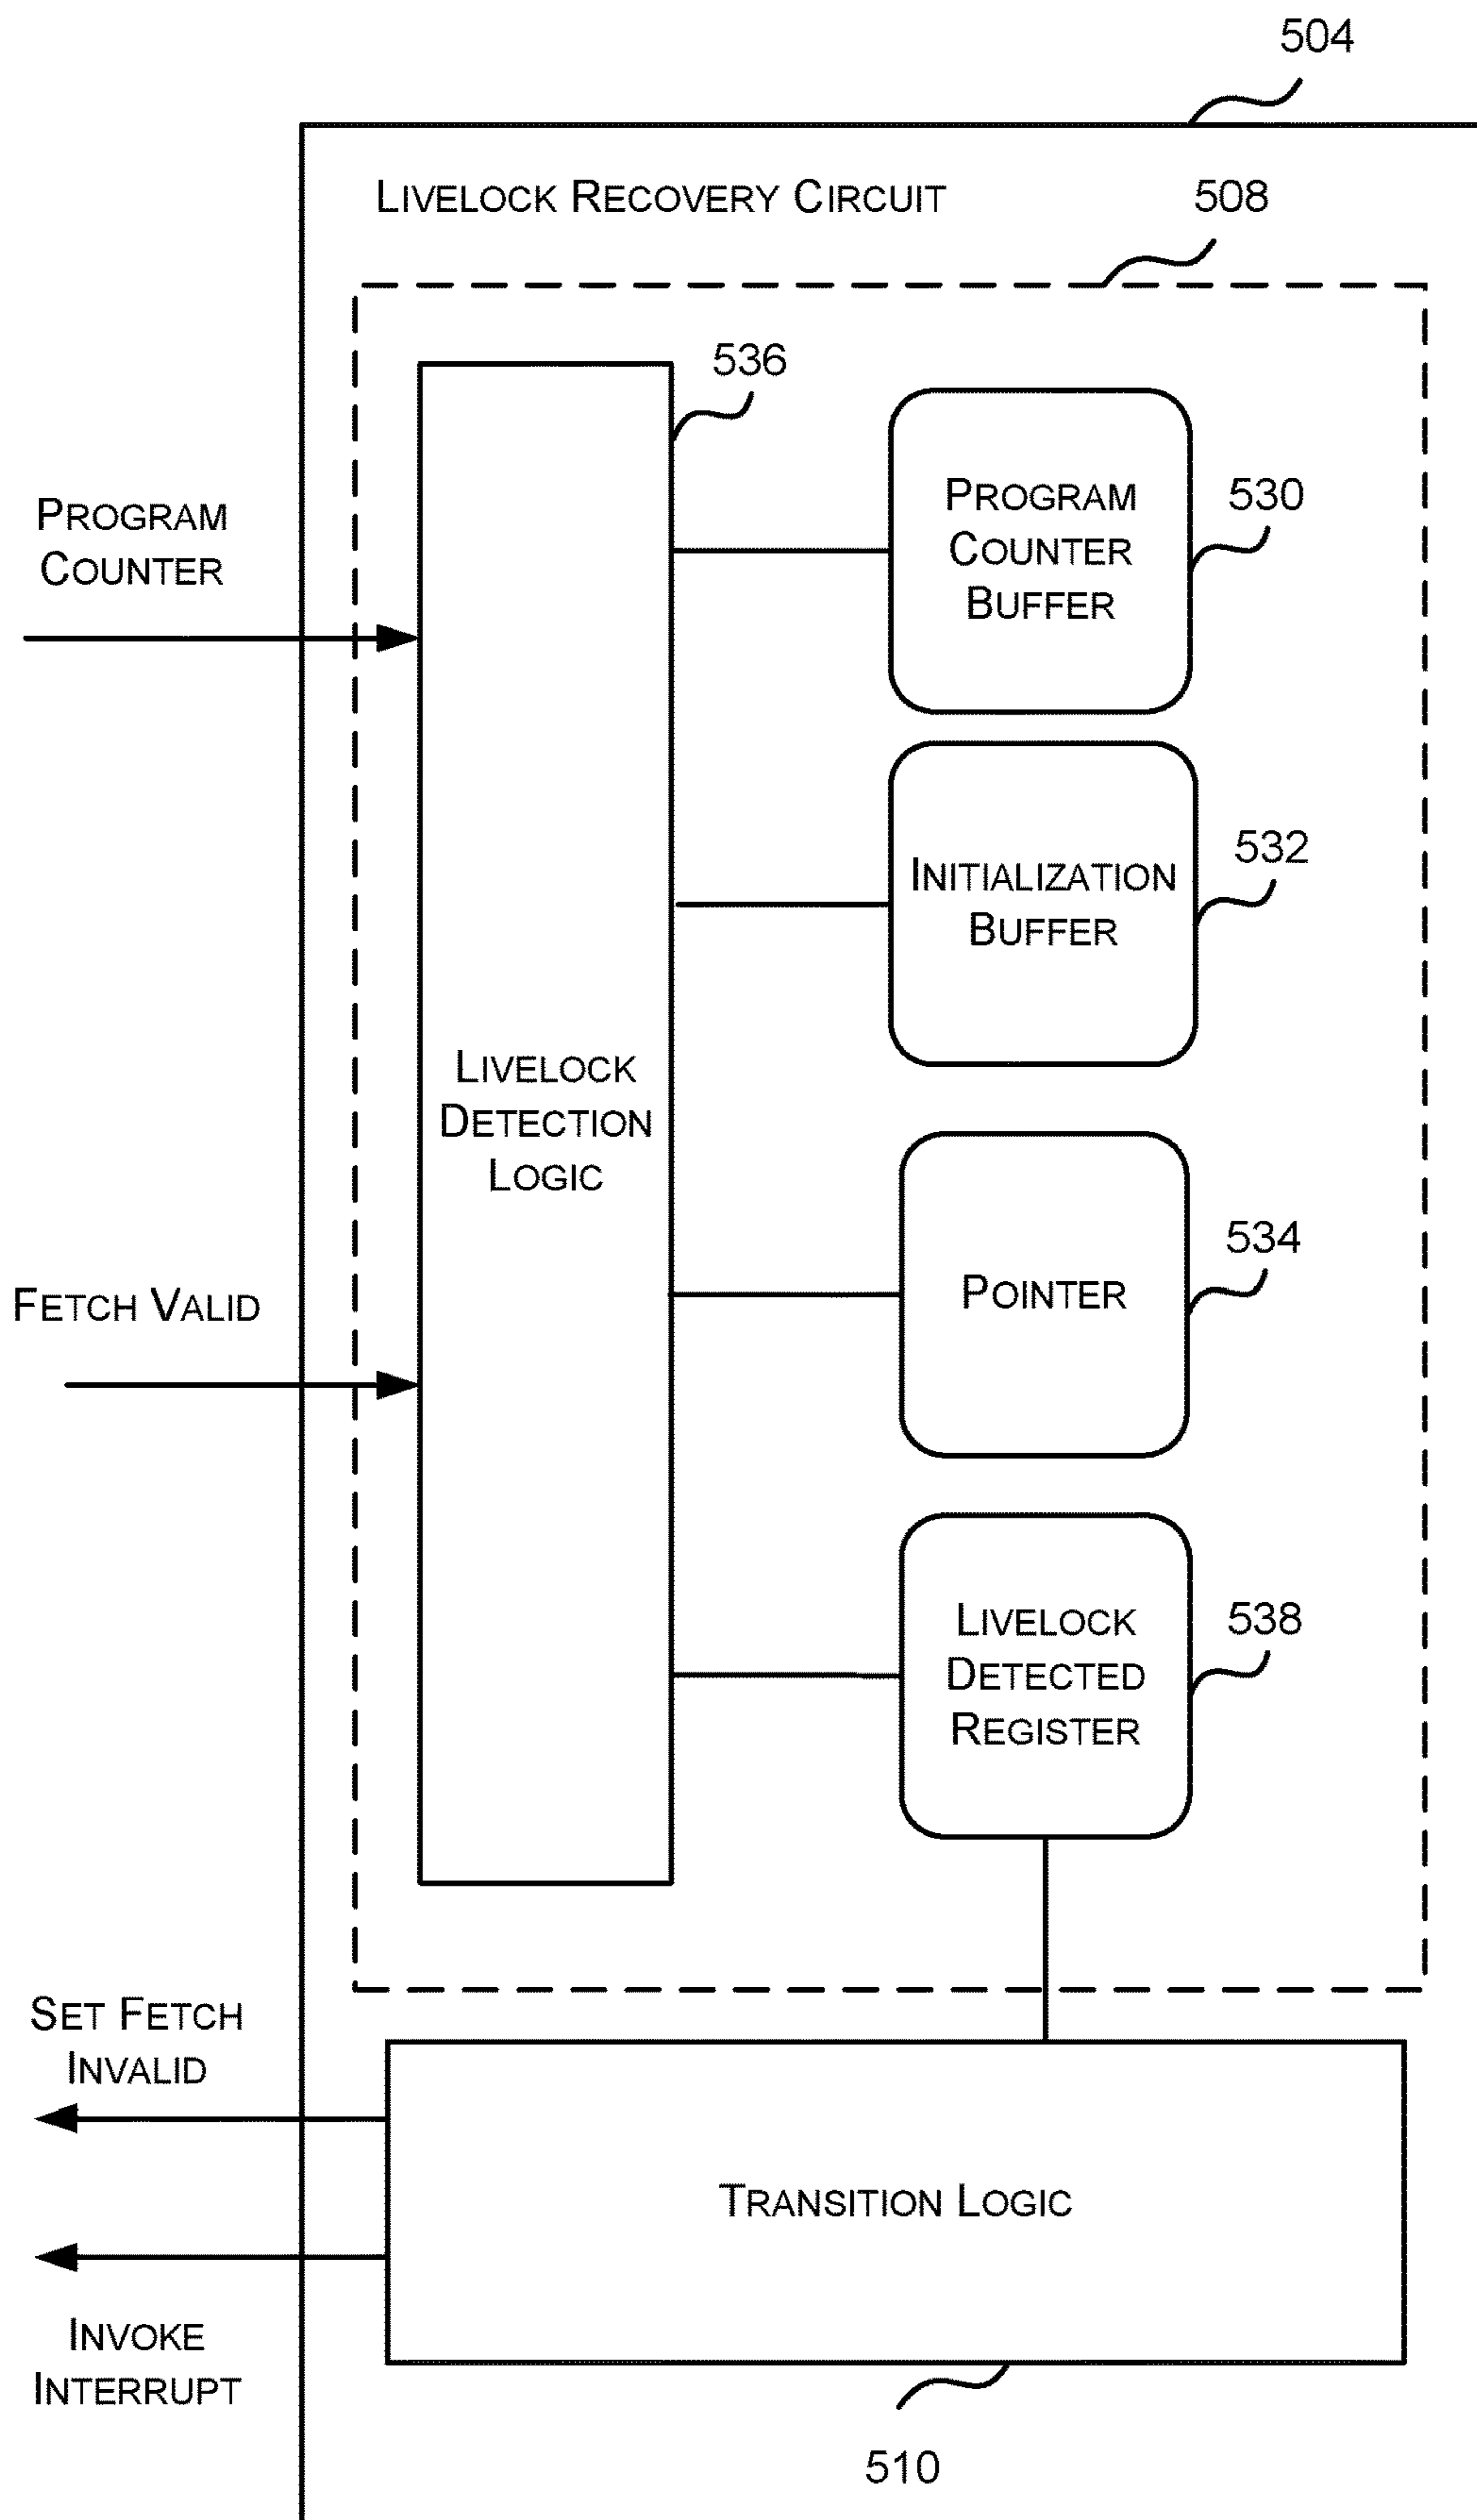 504
LIVELOCK RECOVERY CIRCUIT
508
536
PROGRAM
COUNTER
PROGRAM
COUNTER
BUFFER
530
INITIALIZATION
BUFFER
532
LIVELOCK
DETECTION
LOGIC
FETCH VALID
POINTER
534
LIVELOCK
DETECTED
REGISTER
538
SET FETCH
INVALID
TRANSITION LOGIC
INVOKE
INTERRUPT
510